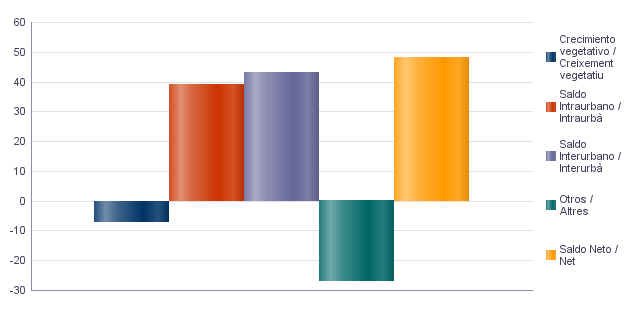 60
50
40
30
20
10
0
-10
-20
-30
Crecimiento
vegetativo /
Creixement
vegetatiu
Saldo
Intraurbano /
Intraurbà
Saldo
Interurbano /
Interurbà
Otros /
Altres
Saldo Neto /
Net